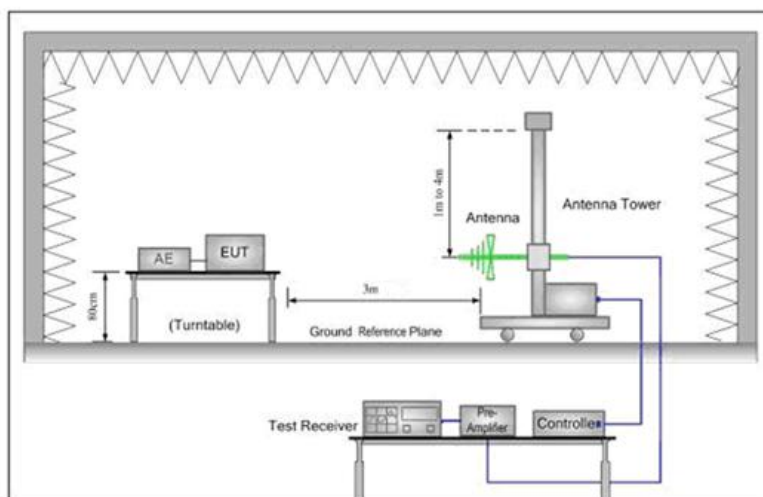 1m to 4m
Antenna
Antenna Tower
AE
EUT
80cm
(Turntable)
3m
Ground Reference Plane
Test Receiver
Pre-
Amplifier
Controller